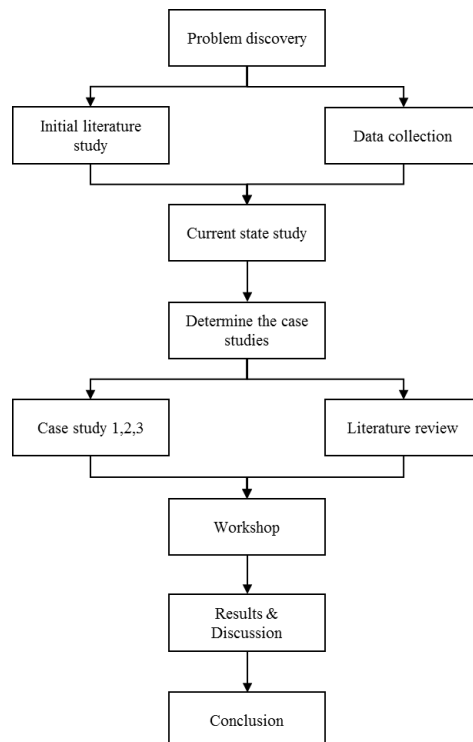 Problem discovery
Initial literature
study
Data collection
Current state study
Determine the case
studies
Case study 1,2,3
Literature review
Workshop
Results &
Discussion
Conclusion